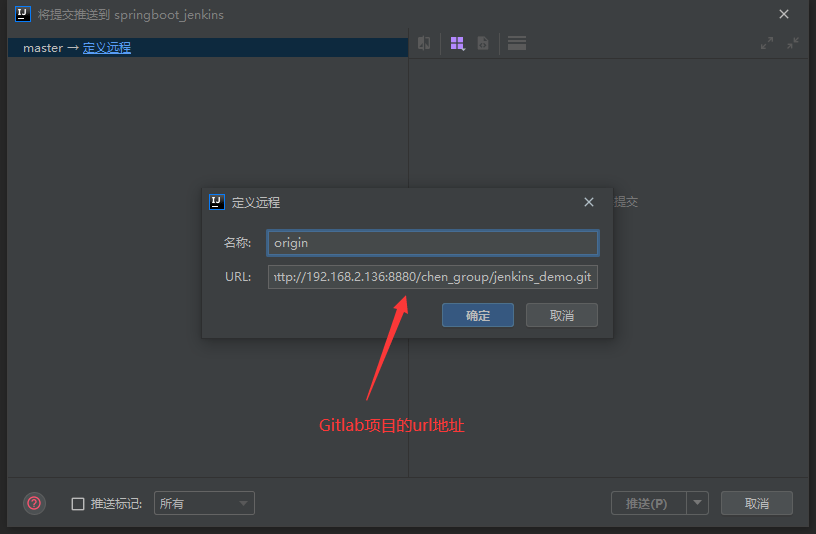 将提交推送到 springboot_jenkins
master → 定义远程
定义远程
提交
名称: origin
URL: http://192.168.2.136:8880/chen_group/jenkins_demo.git
确定 取消
Gitlab项目的url地址
推送标记: 所有 推送(P) 取消